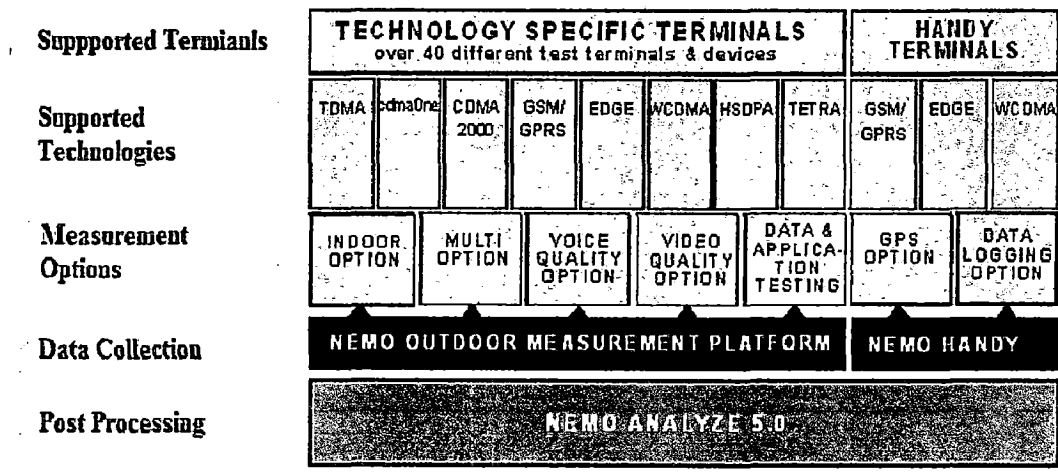 Suppported Termianls
TECHNOLOGY SPECIFIC TERMINALS
over 40 different test terminals & devices
HANDY
TERMINALS
Supported
Technologies
TDMA
cdmaOne
CDMA
2000
GSM/
GPRS
EDGE
WCDMA
HSDPA
TETRA
GSM/
GPRS
EDGE
WCDMA
Measurement
Options
INDOOR
OPTION
MULTI
OPTION
VOICE
QUALITY
OPTION
VIDEO
QUALITY
OPTION
DATA &
APPLICA-
TION
TESTING
GPS
OPTION
DATA
LOGGING
OPTION
Data Collection
NEMO OUTDOOR MEASUREMENT PLATFORM
NEMO HANDY
Post Processing
NEMO ANALYZE 5.0